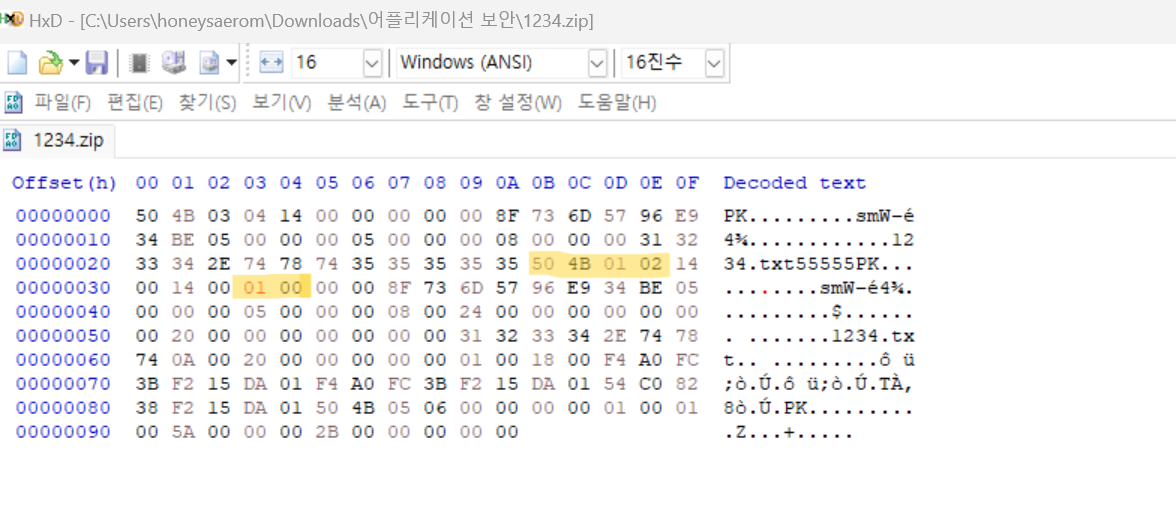 HxD - [C:\Users\honeysaerom\Downloads\어플리케이션 보안\1234.zip]
16 Windows (ANSI) 16진수
파일(F) 편집(E) 찾기(S) 보기(V) 분석(A) 도구(T) 창 설정(W) 도움말(H)
1234.zip
Offset(h) 00 01 02 03 04 05 06 07 08 09 0A 0B 0C 0D 0E 0F Decoded text
00000000 50 4B 03 04 14 00 00 00 00 00 8F 73 6D 57 96 E9 PK.........smW–é
00000010 34 BE 05 00 00 00 05 00 00 00 08 00 00 00 31 32 4¾............12
00000020 33 34 2E 74 78 74 35 35 35 35 35 50 4B 01 02 14 34.txt55555PK...
00000030 00 14 00 01 00 00 00 8F 73 6D 57 96 E9 34 BE 05 ........smW–é4¾.
00000040 00 00 00 05 00 00 00 08 00 24 00 00 00 00 00 00 .........$......
00000050 00 20 00 00 00 00 00 00 00 31 32 33 34 2E 74 78 . .......1234.tx
00000060 74 0A 00 20 00 00 00 00 00 01 00 18 00 F4 A0 FC t.. .........ô ü
00000070 3B F2 15 DA 01 F4 A0 FC 3B F2 15 DA 01 54 C0 82 ;ò.Ú.ô ü;ò.Ú.TÀ‚
00000080 38 F2 15 DA 01 50 4B 05 06 00 00 00 00 01 00 01 8ò.Ú.PK.........
00000090 00 5A 00 00 00 2B 00 00 00 00 00 .Z...+.....